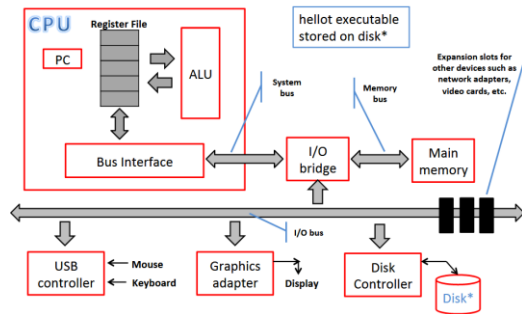 CPU
Register File
PC
ALU
Bus Interface
hellot executable
stored on disk*
System
bus
Memory
bus
Expansion slots for
other devices such as
network adapters,
video cards, etc.
I/O
bridge
Main
memory
I/O bus
USB
controller
Mouse
Keyboard
Graphics
adapter
Display
Disk
Controller
Disk*